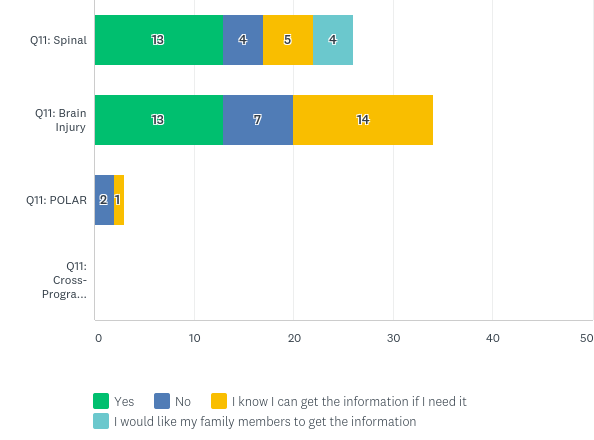 Q11: Spinal
13 4 5 4
Q11: Brain
Injury
13 7 14
Q11: POLAR
2 1
Q11:
Cross-
Progra...
0 10 20 30 40 50
Yes No I know I can get the information if I need it
I would like my family members to get the information